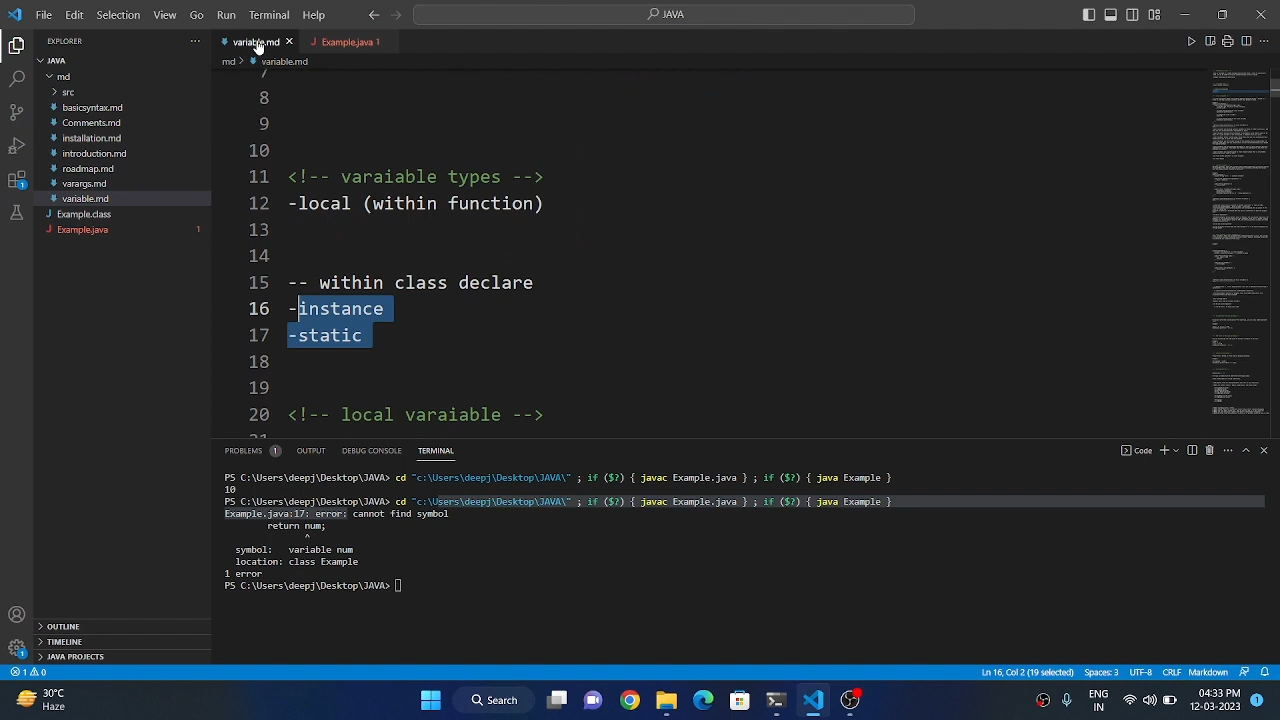 File Edit Selection View Go Run Terminal Help
JAVA
EXPLORER
variable.md
Example.java 1
JAVA
md
src
basicsyntax.md
Comments.md
installation.md
introduction.md
roadmap.md
varargs.md
variable.md
Example.class
Example.java 1
OUTLINE
TIMELINE
JAVA PROJECTS
md > variable.md
7
8
9
10
11 <!-- varaiable types -->
12 -local (within function)
13
14
15 -- within class dec
16 -instance
17 -static
18
19
20 <!-- local varaiable -->
PROBLEMS 1 OUTPUT DEBUG CONSOLE TERMINAL
Code
PS C:\Users\deepj\Desktop\JAVA> cd "c:\Users\deepj\Desktop\JAVA\" ; if ($?) { javac Example.java } ; if ($?) { java Example }
10
PS C:\Users\deepj\Desktop\JAVA> cd "c:\Users\deepj\Desktop\JAVA\" ; if ($?) { javac Example.java } ; if ($?) { java Example }
Example.java:17: error: cannot find symbol
return num;
^
symbol: variable num
location: class Example
1 error
PS C:\Users\deepj\Desktop\JAVA>
1
1
1 0
Ln 16, Col 2 (19 selected) Spaces: 3 UTF-8 CRLF Markdown
30°C
Haze
Search
ENG
IN
04:33 PM
12-03-2023
1